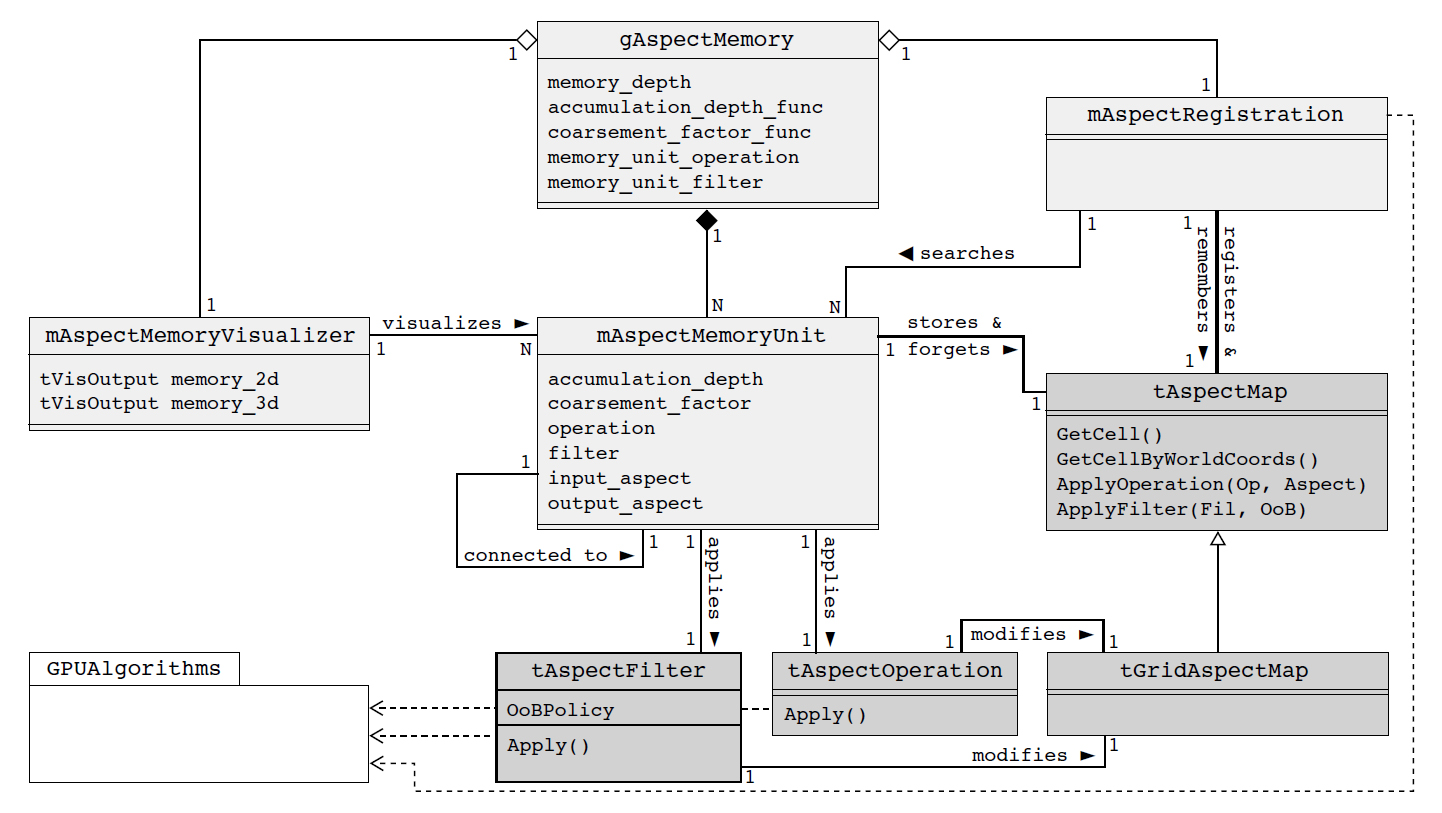 gAspectMemory
memory_depth
accumulation_depth_func
coarsement_factor_func
memory_unit_operation
memory_unit_filter
1
1
1
mAspectRegistration
1
N
1
◄ searches
N
1
registers &
remembers ►
1
1
mAspectMemoryVisualizer
tVisOutput memory_2d
tVisOutput memory_3d
visualizes ►
1
N
mAspectMemoryUnit
accumulation_depth
coarsement_factor
operation
filter
input_aspect
output_aspect
stores &
1 forgets ►
1
tAspectMap
GetCell()
GetCellByWorldCoords()
ApplyOperation(Op, Aspect)
ApplyFilter(Fil, OoB)
1
connected to ►
1
1
applies ►
1
1
applies ►
1
1
modifies ►
1
GPUAlgorithms
tAspectFilter
OoBPolicy
Apply()
tAspectOperation
Apply()
tGridAspectMap
1
modifies ►
1